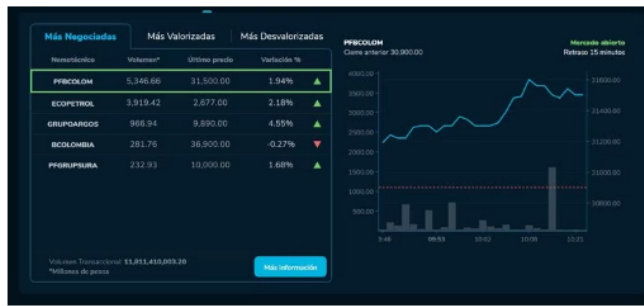 Más Negociadas Más Valorizadas Más Desvalorizadas
Nemotécnico Volumen* Último precio Variación %
PFBCOLOM 5,346.66 31,500.00 1.94%
ECOPETROL 3,919.42 2,677.00 2.18%
GRUPOARGOS 966.94 9,890.00 4.55%
BCOLOMBIA 281.76 36,900.00 -0.27%
PFGRUPSURA 232.93 10,000.00 1.68%
Volumen Transaccional: 11,811,410,003.20
*Millones de pesos
Más información
PFBCOLOM Mercado abierto
Cierre anterior 30,900.00 Retraso 15 minutos
4000.00
31600.00
3500.00
3000.00
31400.00
2500.00
31200.00
2000.00
1500.00
31000.00
1000.00
30800.00
500.00
9:48 09:53 10:02 10:08 10:21